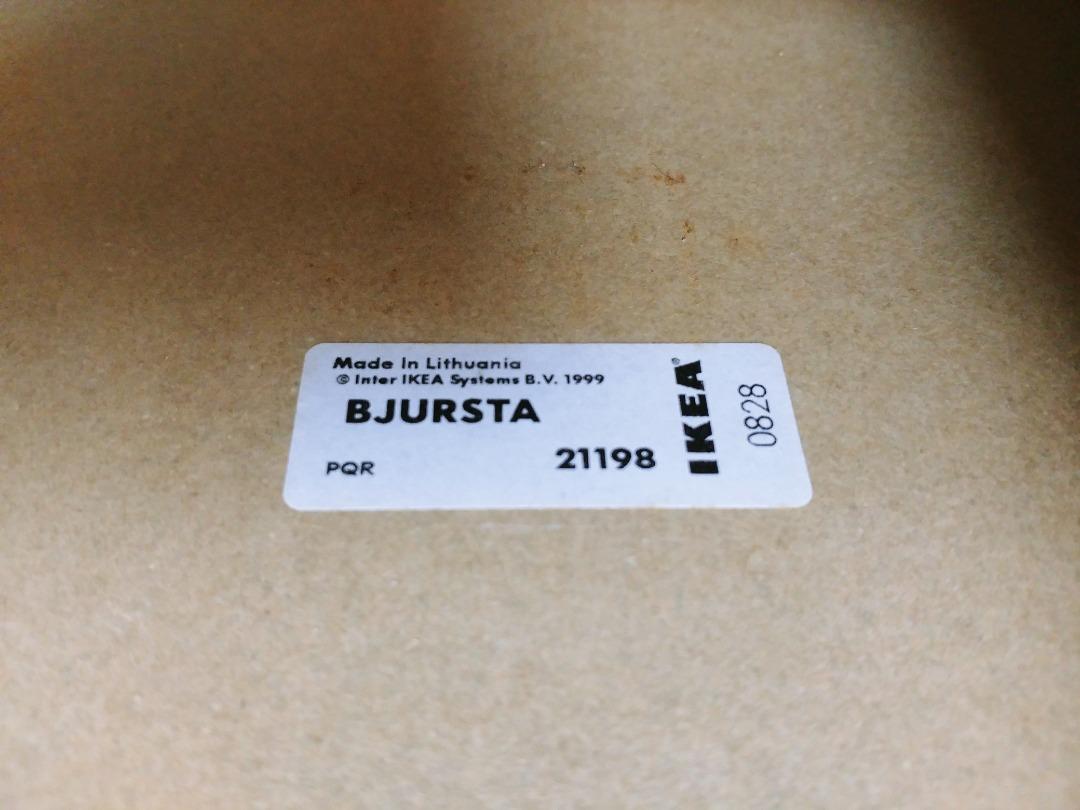 Made In Lithuania
© Inter IKEA Systems B.V. 1999
BJURSTA
PQR
21198
IKEA®
0828